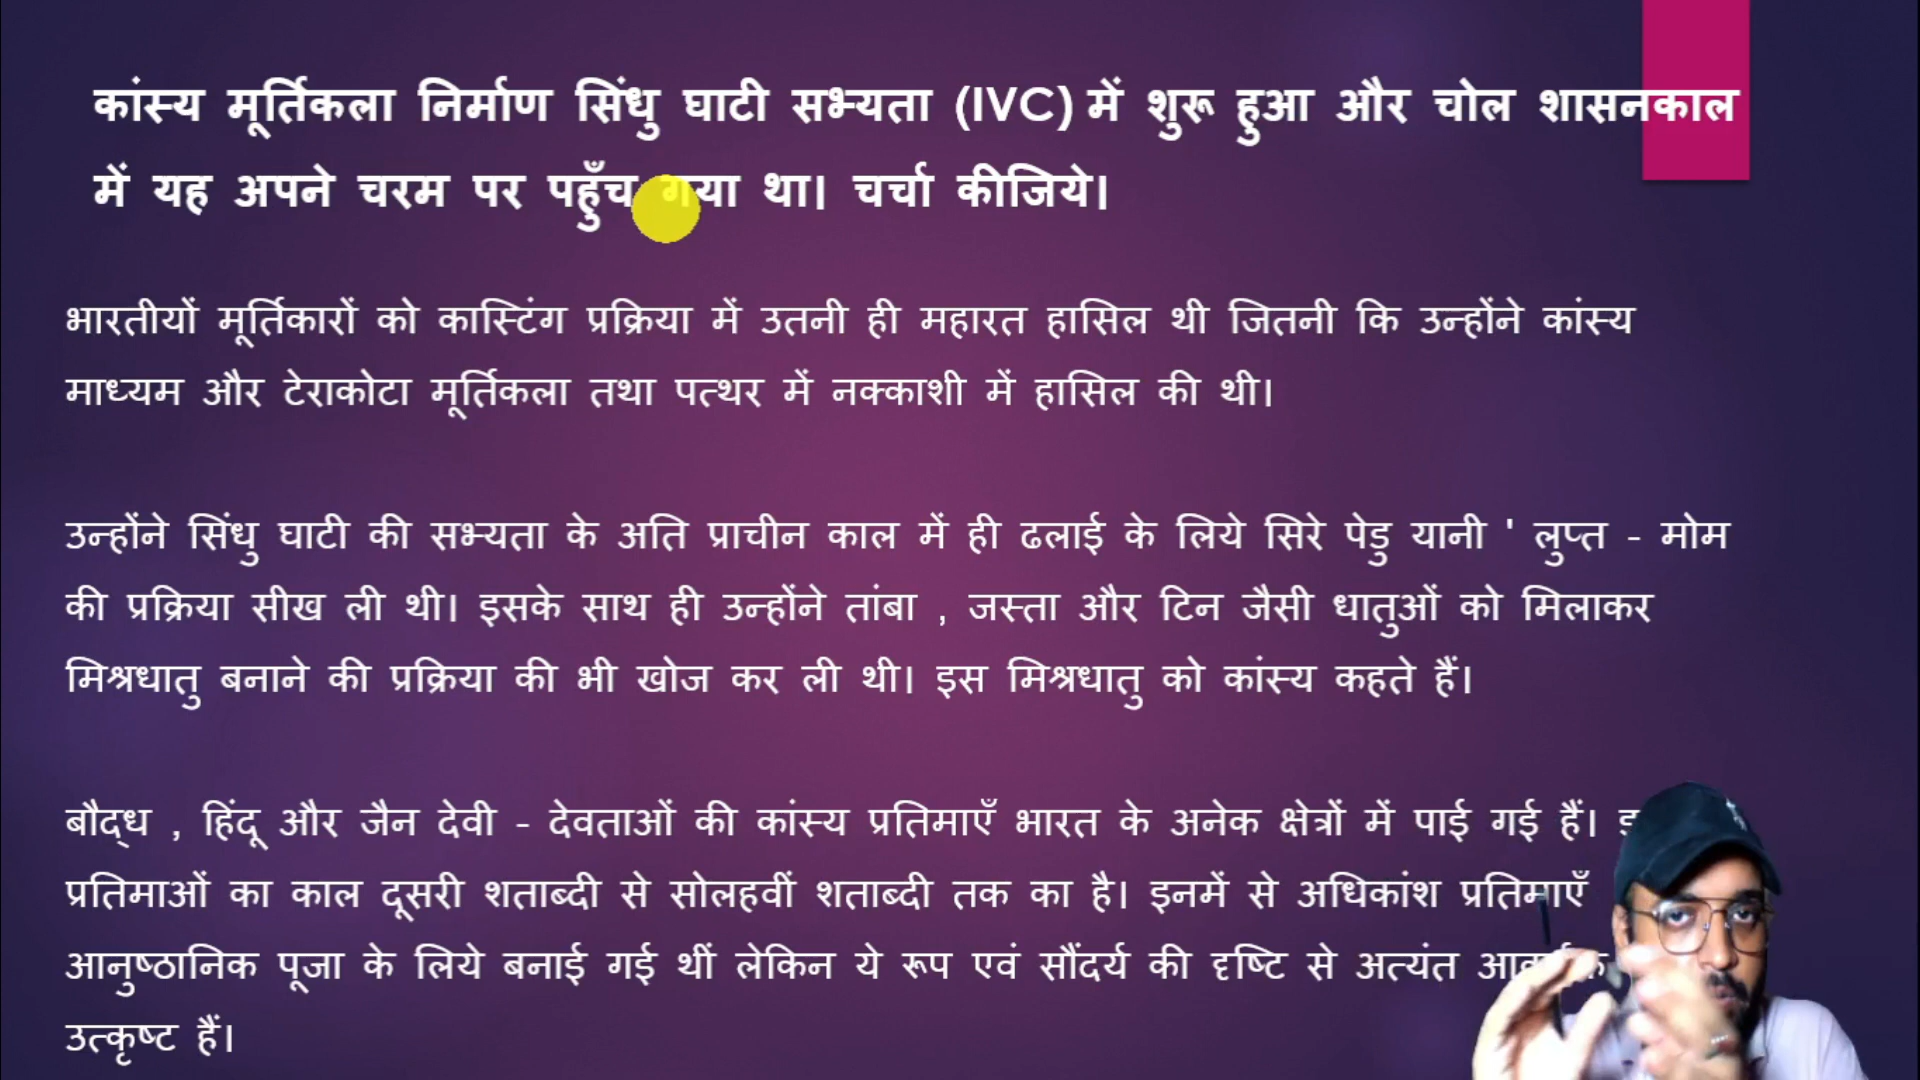 कांस्य मूर्तिकला निर्माण सिंधु घाटी सभ्यता (IVC) में शुरू हुआ और चोल शासनकाल
में यह अपने चरम पर पहुँच गया था। चर्चा कीजिये।
भारतीयों मूर्तिकारों को कास्टिंग प्रक्रिया में उतनी ही महारत हासिल थी जितनी कि उन्होंने कांस्य
माध्यम और टेराकोटा मूर्तिकला तथा पत्थर में नक्काशी में हासिल की थी।
उन्होंने सिंधु घाटी की सभ्यता के अति प्राचीन काल में ही ढलाई के लिये सिरे पेडु यानी ' लुप्त - मोम
की प्रक्रिया सीख ली थी। इसके साथ ही उन्होंने तांबा , जस्ता और टिन जैसी धातुओं को मिलाकर
मिश्रधातु बनाने की प्रक्रिया की भी खोज कर ली थी। इस मिश्रधातु को कांस्य कहते हैं।
बौद्ध , हिंदू और जैन देवी - देवताओं की कांस्य प्रतिमाएँ भारत के अनेक क्षेत्रों में पाई गई हैं।
प्रतिमाओं का काल दूसरी शताब्दी से सोलहवीं शताब्दी तक का है। इनमें से अधिकांश प्रतिमाएँ
आनुष्ठानिक पूजा के लिये बनाई गई थीं लेकिन ये रूप एवं सौंदर्य की दृष्टि से अत्यंत
उत्कृष्ट हैं।